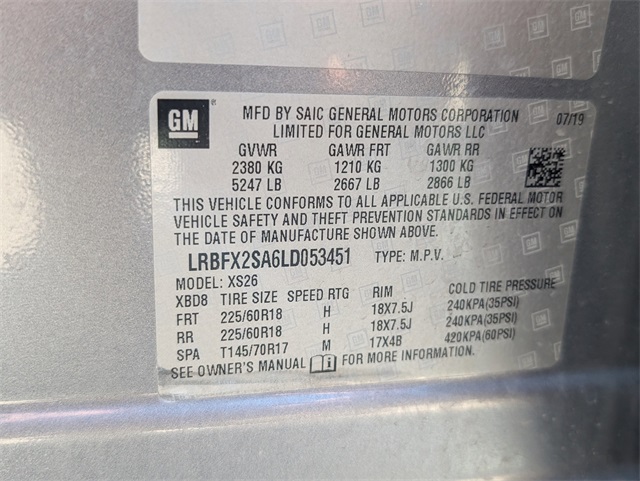 GM
MFD BY SAIC GENERAL MOTORS CORPORATION 07/19
LIMITED FOR GENERAL MOTORS LLC
GVWR GAWR FRT GAWR RR
2380 KG 1210 KG 1300 KG
5247 LB 2667 LB 2866 LB
THIS VEHICLE CONFORMS TO ALL APPLICABLE U.S. FEDERAL MOTOR
VEHICLE SAFETY AND THEFT PREVENTION STANDARDS IN EFFECT ON
THE DATE OF MANUFACTURE SHOWN ABOVE.
LRBFX2SA6LD053451 TYPE: M.P.V.
MODEL: XS26
XBD8 TIRE SIZE SPEED RTG RIM COLD TIRE PRESSURE
FRT 225/60R18 H 18X7.5J 240KPA(35PSI)
RR 225/60R18 H 18X7.5J 240KPA(35PSI)
SPA T145/70R17 M 17X4B 420KPA(60PSI)
SEE OWNER'S MANUAL FOR MORE INFORMATION.